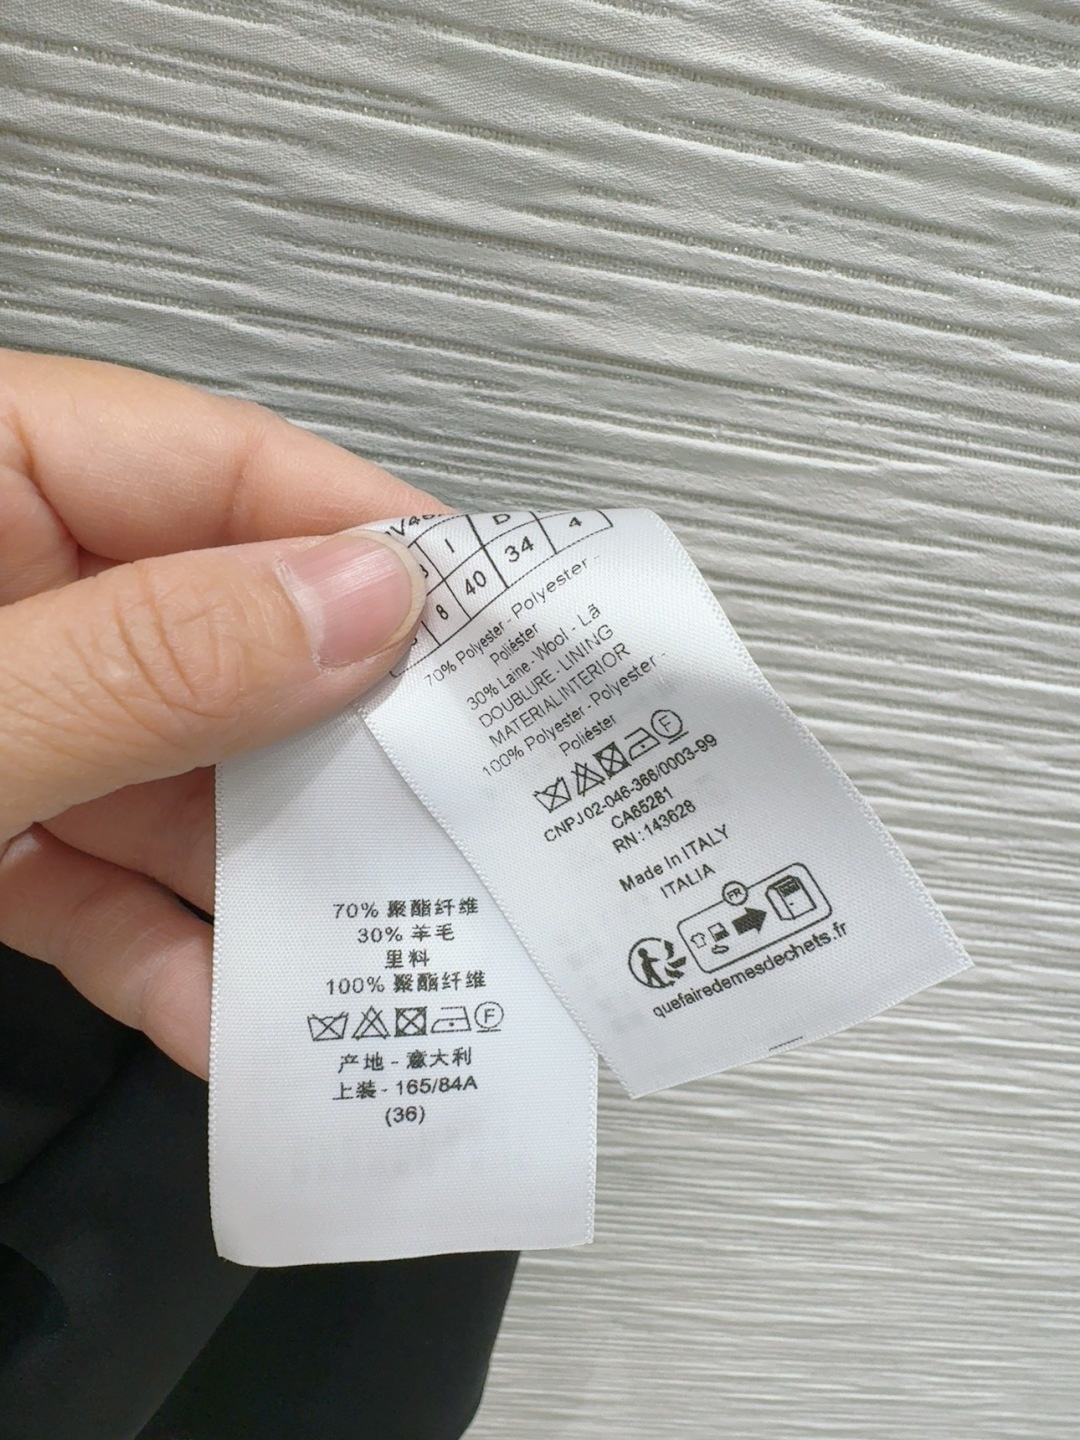 I D
8 40 34 4
70% Polyester - Polyester -
Poliéster
30% Laine - Wool - Lã
DOUBLURE - LINING
MATERIALINTERIOR
100% Polyester - Polyester -
Poliéster
F
CNPJ 02-046-366/0003-99
CA65281
RN: 143628
Made In ITALY
ITALIA
FR
quefairedemesdechets.fr
70% 聚酯纤维
30% 羊毛
里料
100% 聚酯纤维
F
产地 - 意大利
上装 - 165/84A
(36)